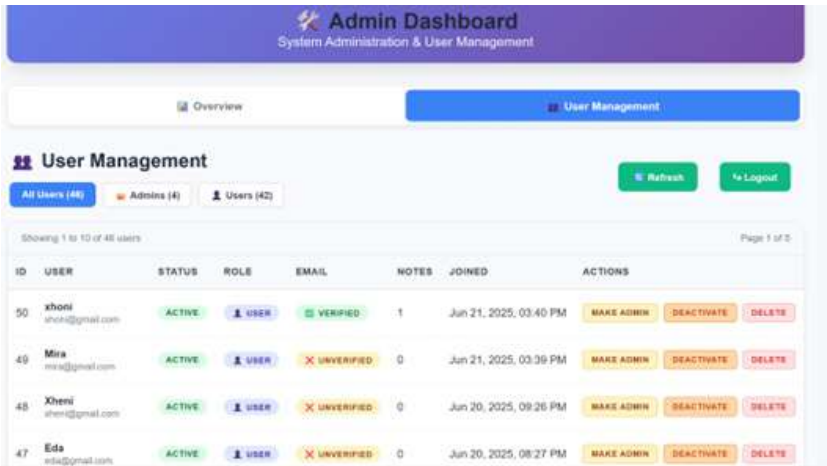 Admin Dashboard
System Administration & User Management
Overview
User Management
User Management
Refresh
Logout
All Users (46)
Admins (4)
Users (42)
Showing 1 to 10 of 46 users
Page 1 of 5
ID USER STATUS ROLE EMAIL NOTES JOINED ACTIONS
50 xhoni ACTIVE USER VERIFIED 1 Jun 21, 2025, 03:40 PM MAKE ADMIN DEACTIVATE DELETE
xhoni@gmail.com
49 Mira ACTIVE USER UNVERIFIED 0 Jun 21, 2025, 03:39 PM MAKE ADMIN DEACTIVATE DELETE
mira@gmail.com
48 Xheni ACTIVE USER UNVERIFIED 0 Jun 20, 2025, 09:26 PM MAKE ADMIN DEACTIVATE DELETE
xheni@gmail.com
47 Eda ACTIVE USER UNVERIFIED 0 Jun 20, 2025, 08:27 PM MAKE ADMIN DEACTIVATE DELETE
eda@gmail.com